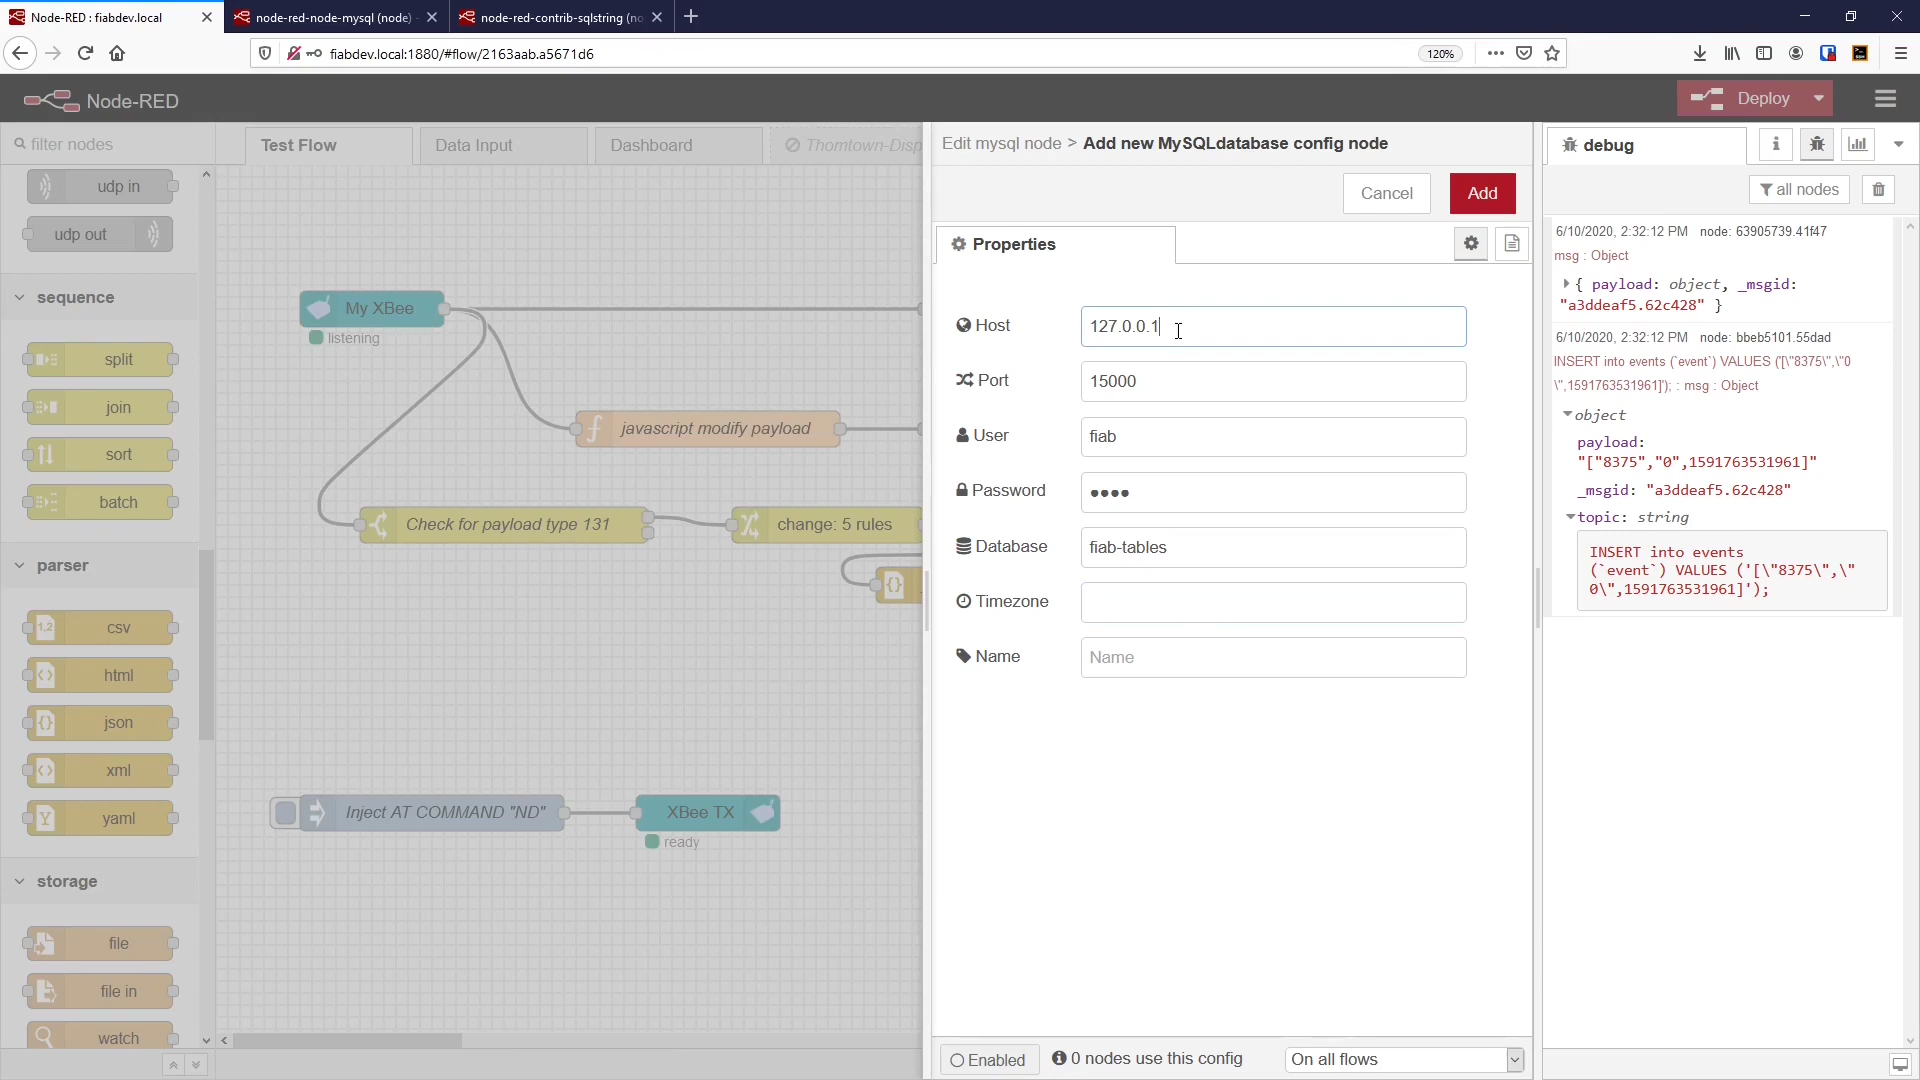 Node-RED : fiabdev.local
node-red-node-mysql (node)
node-red-contrib-sqlstring (no
fiabdev.local:1880/#flow/2163aab.a5671d6
120%
Node-RED
Deploy
filter nodes
Test Flow
Data Input
Dashboard
Thomtown-Disp
udp in
udp out
sequence
split
join
sort
batch
parser
csv
html
json
xml
yaml
storage
file
file in
watch
My XBee
listening
javascript modify payload
Check for payload type 131
change: 5 rules
Inject AT COMMAND "ND"
XBee TX
ready
Edit mysql node > Add new MySQLdatabase config node
Cancel
Add
Properties
Host
127.0.0.1
Port
15000
User
fiab
Password
●●●●
Database
fiab-tables
Timezone
Name
Name
Enabled
0 nodes use this config
On all flows
debug
all nodes
6/10/2020, 2:32:12 PM node: 63905739.41f47
msg : Object
{ payload: object, _msgid:
"a3ddeaf5.62c428" }
6/10/2020, 2:32:12 PM node: bbeb5101.55dad
INSERT into events (`event`) VALUES ('[\"8375\",\"0
\",1591763531961]'); : msg : Object
object
payload:
"["8375","0",1591763531961]"
_msgid: "a3ddeaf5.62c428"
topic: string
INSERT into events
(`event`) VALUES ('[\"8375\",\"
0\",1591763531961]');